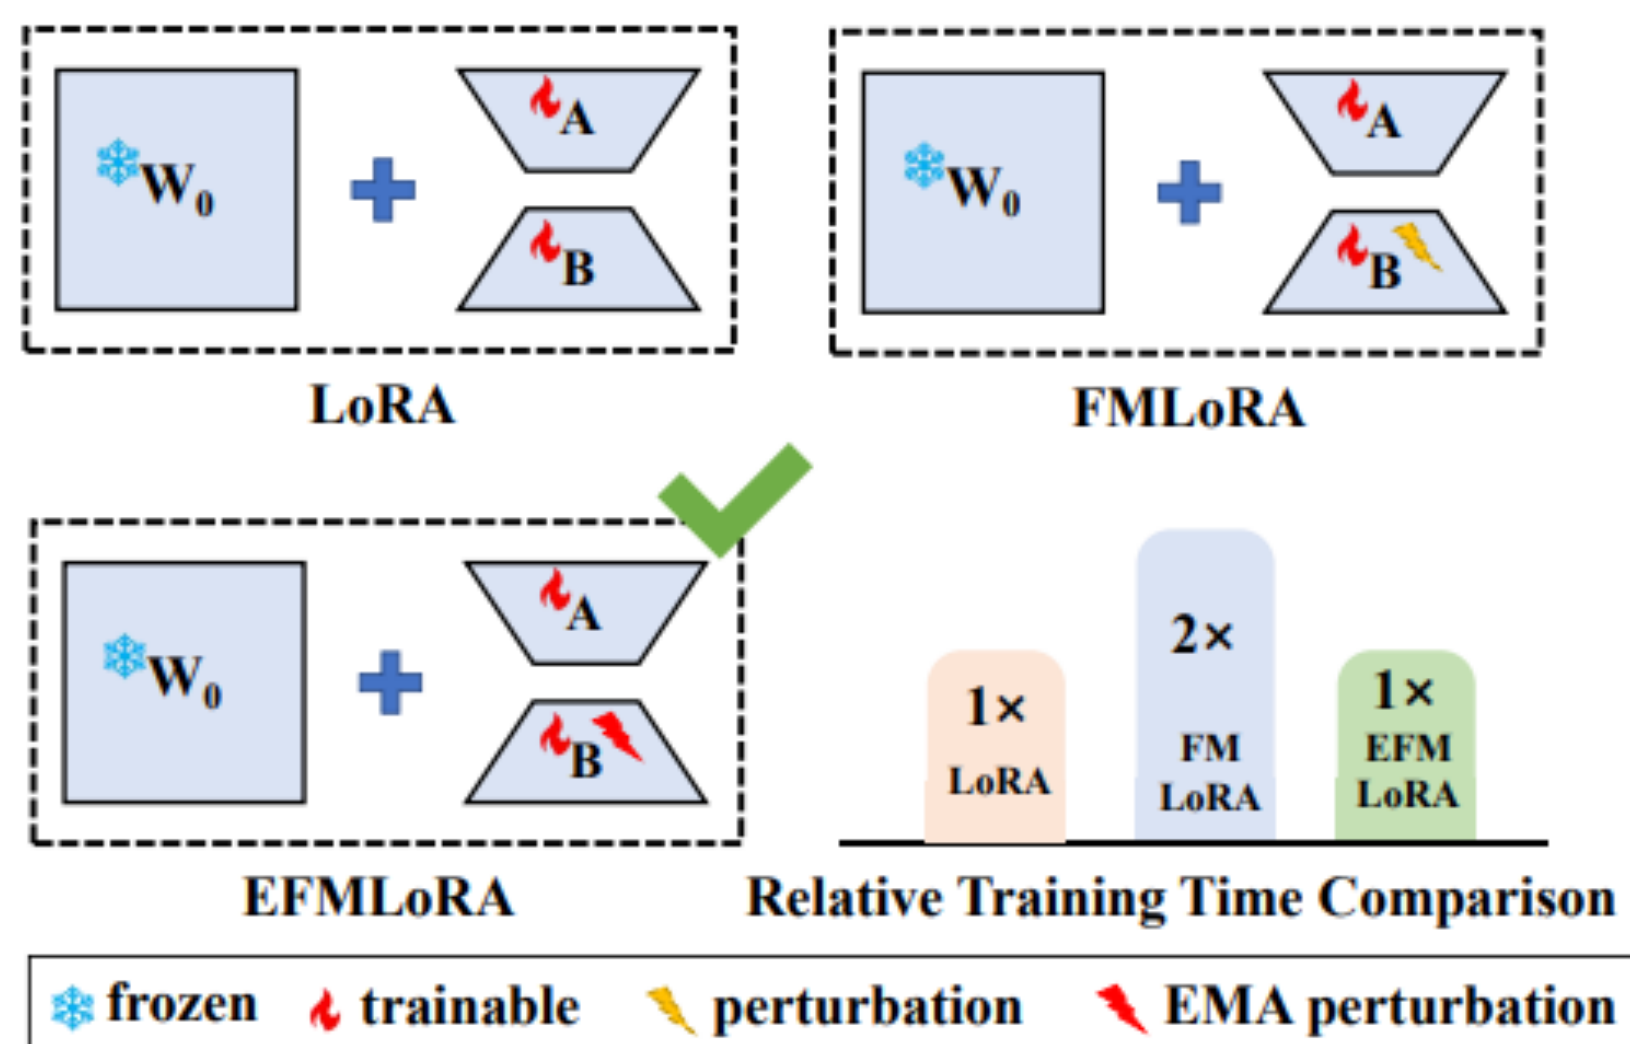 W₀
A
B
LoRA
W₀
A
B
FMLoRA
W₀
A
B
EFMLoRA
1×
LoRA
2×
FM
LoRA
1×
EFM
LoRA
Relative Training Time Comparison
frozen trainable perturbation EMA perturbation